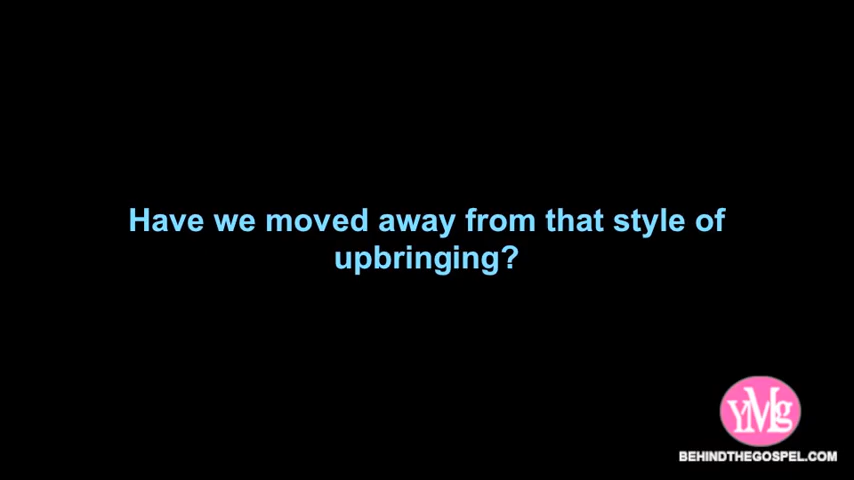 Have we moved away from that style of
upbringing?
YMg
BEHINDTHEGOSPEL.COM